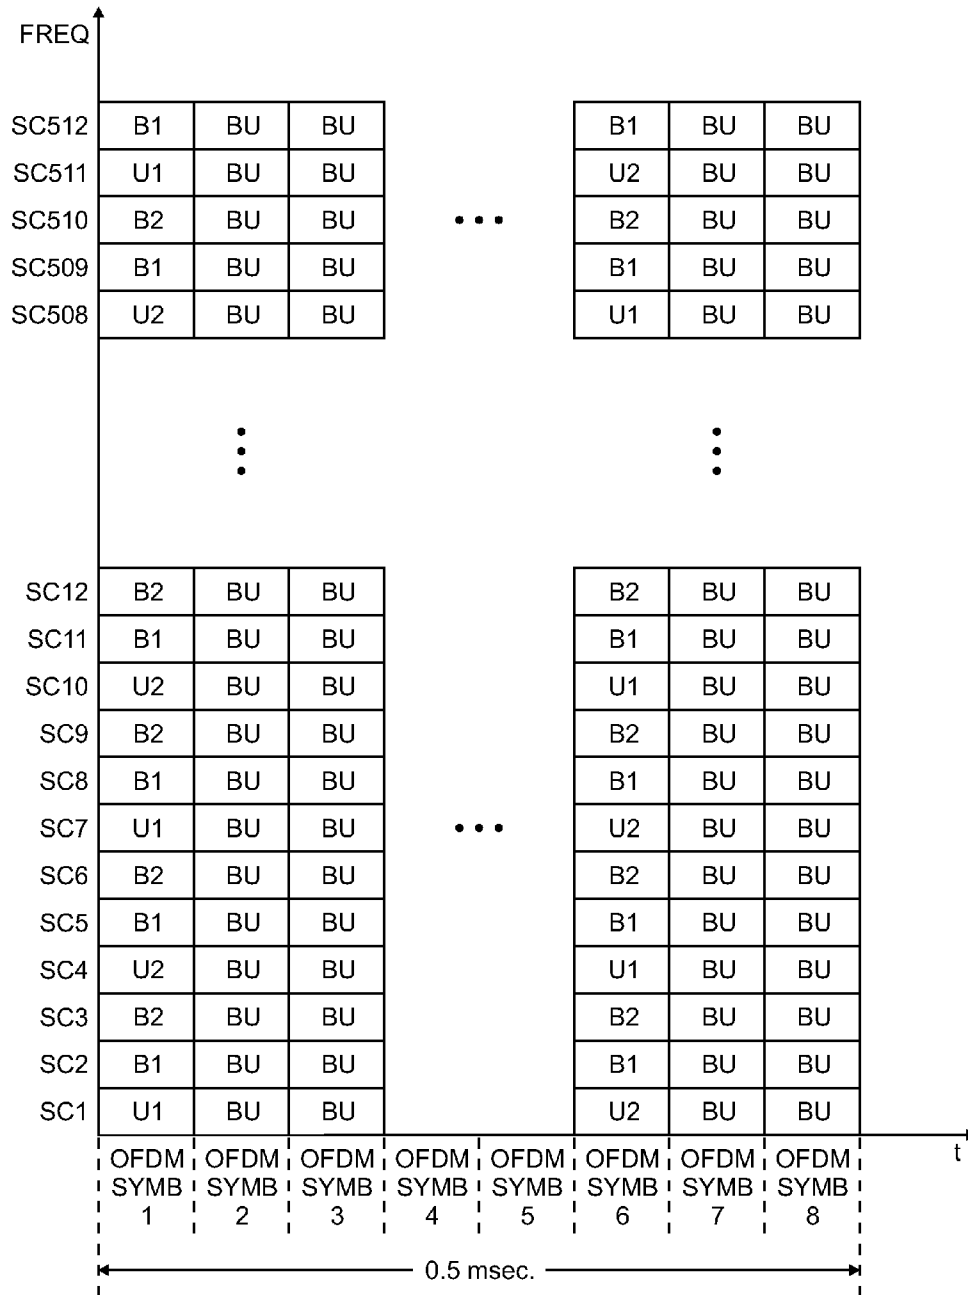 FREQ
SC512 B1 BU BU B1 BU BU
SC511 U1 BU BU U2 BU BU
SC510 B2 BU BU ••• B2 BU BU
SC509 B1 BU BU B1 BU BU
SC508 U2 BU BU U1 BU BU
SC12 B2 BU BU B2 BU BU
SC11 B1 BU BU B1 BU BU
SC10 U2 BU BU U1 BU BU
SC9 B2 BU BU B2 BU BU
SC8 B1 BU BU B1 BU BU
SC7 U1 BU BU ••• U2 BU BU
SC6 B2 BU BU B2 BU BU
SC5 B1 BU BU B1 BU BU
SC4 U2 BU BU U1 BU BU
SC3 B2 BU BU B2 BU BU
SC2 B1 BU BU B1 BU BU
SC1 U1 BU BU U2 BU BU
t
OFDM OFDM OFDM OFDM OFDM OFDM OFDM OFDM
SYMB SYMB SYMB SYMB SYMB SYMB SYMB SYMB
1 2 3 4 5 6 7 8
0.5 msec.